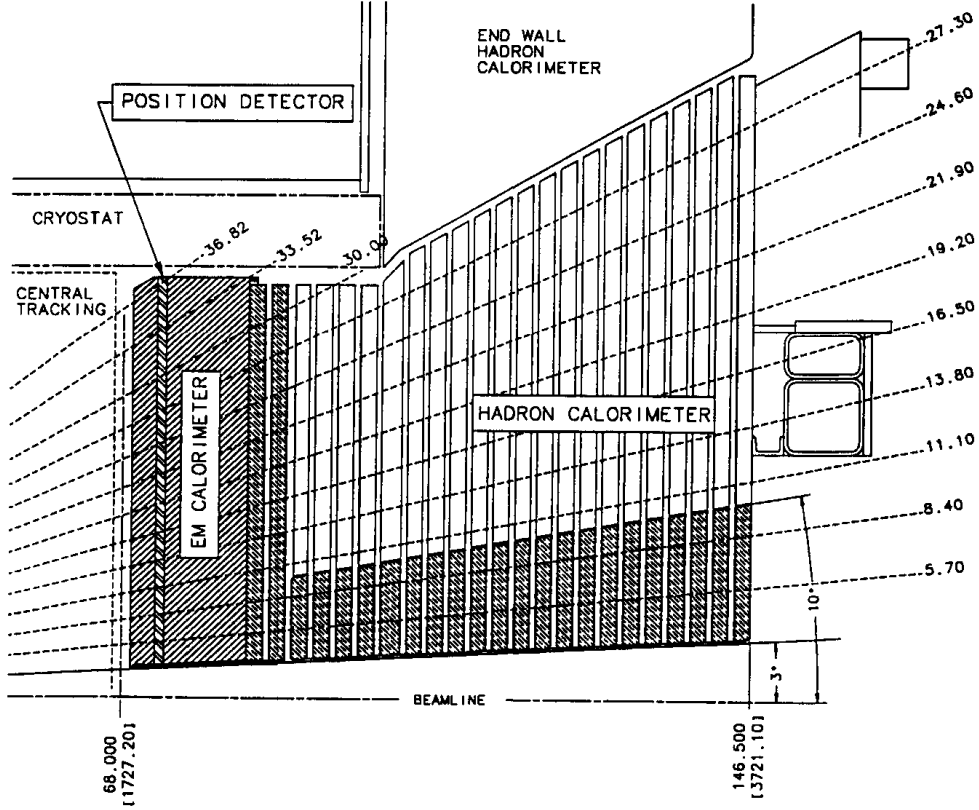 END WALL
HADRON
CALORIMETER
27.30
POSITION DETECTOR
24.60
21.90
CRYOSTAT
36.82
33.52
30.00
19.20
CENTRAL
TRACKING
16.50
EM CALORIMETER
HADRON CALORIMETER
13.80
11.10
8.40
5.70
10°
3°
BEAMLINE
68.000
[1727.20]
146.500
[3721.10]